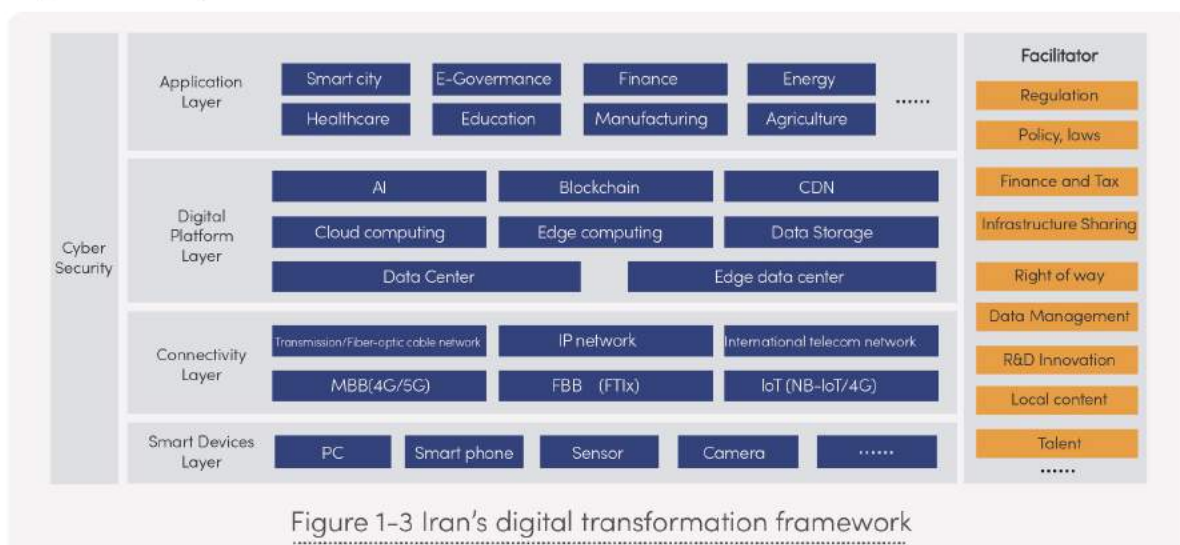 Cyber
Security
Application
Layer
Smart city
E-Govermance
Finance
Energy
Healthcare
Education
Manufacturing
Agriculture
......
Digital
Platform
Layer
AI
Blockchain
CDN
Cloud computing
Edge computing
Data Storage
Data Center
Edge data center
Connectivity
Layer
Transmission/Fiber-optic cable network
IP network
International telecom network
MBB(4G/5G)
FBB (FTIx)
IoT (NB-IoT/4G)
Smart Devices
Layer
PC
Smart phone
Sensor
Camera
......
Facilitator
Regulation
Policy, laws
Finance and Tax
Infrastructure Sharing
Right of way
Data Management
R&D Innovation
Local content
Talent
......
Figure 1-3 Iran's digital transformation framework